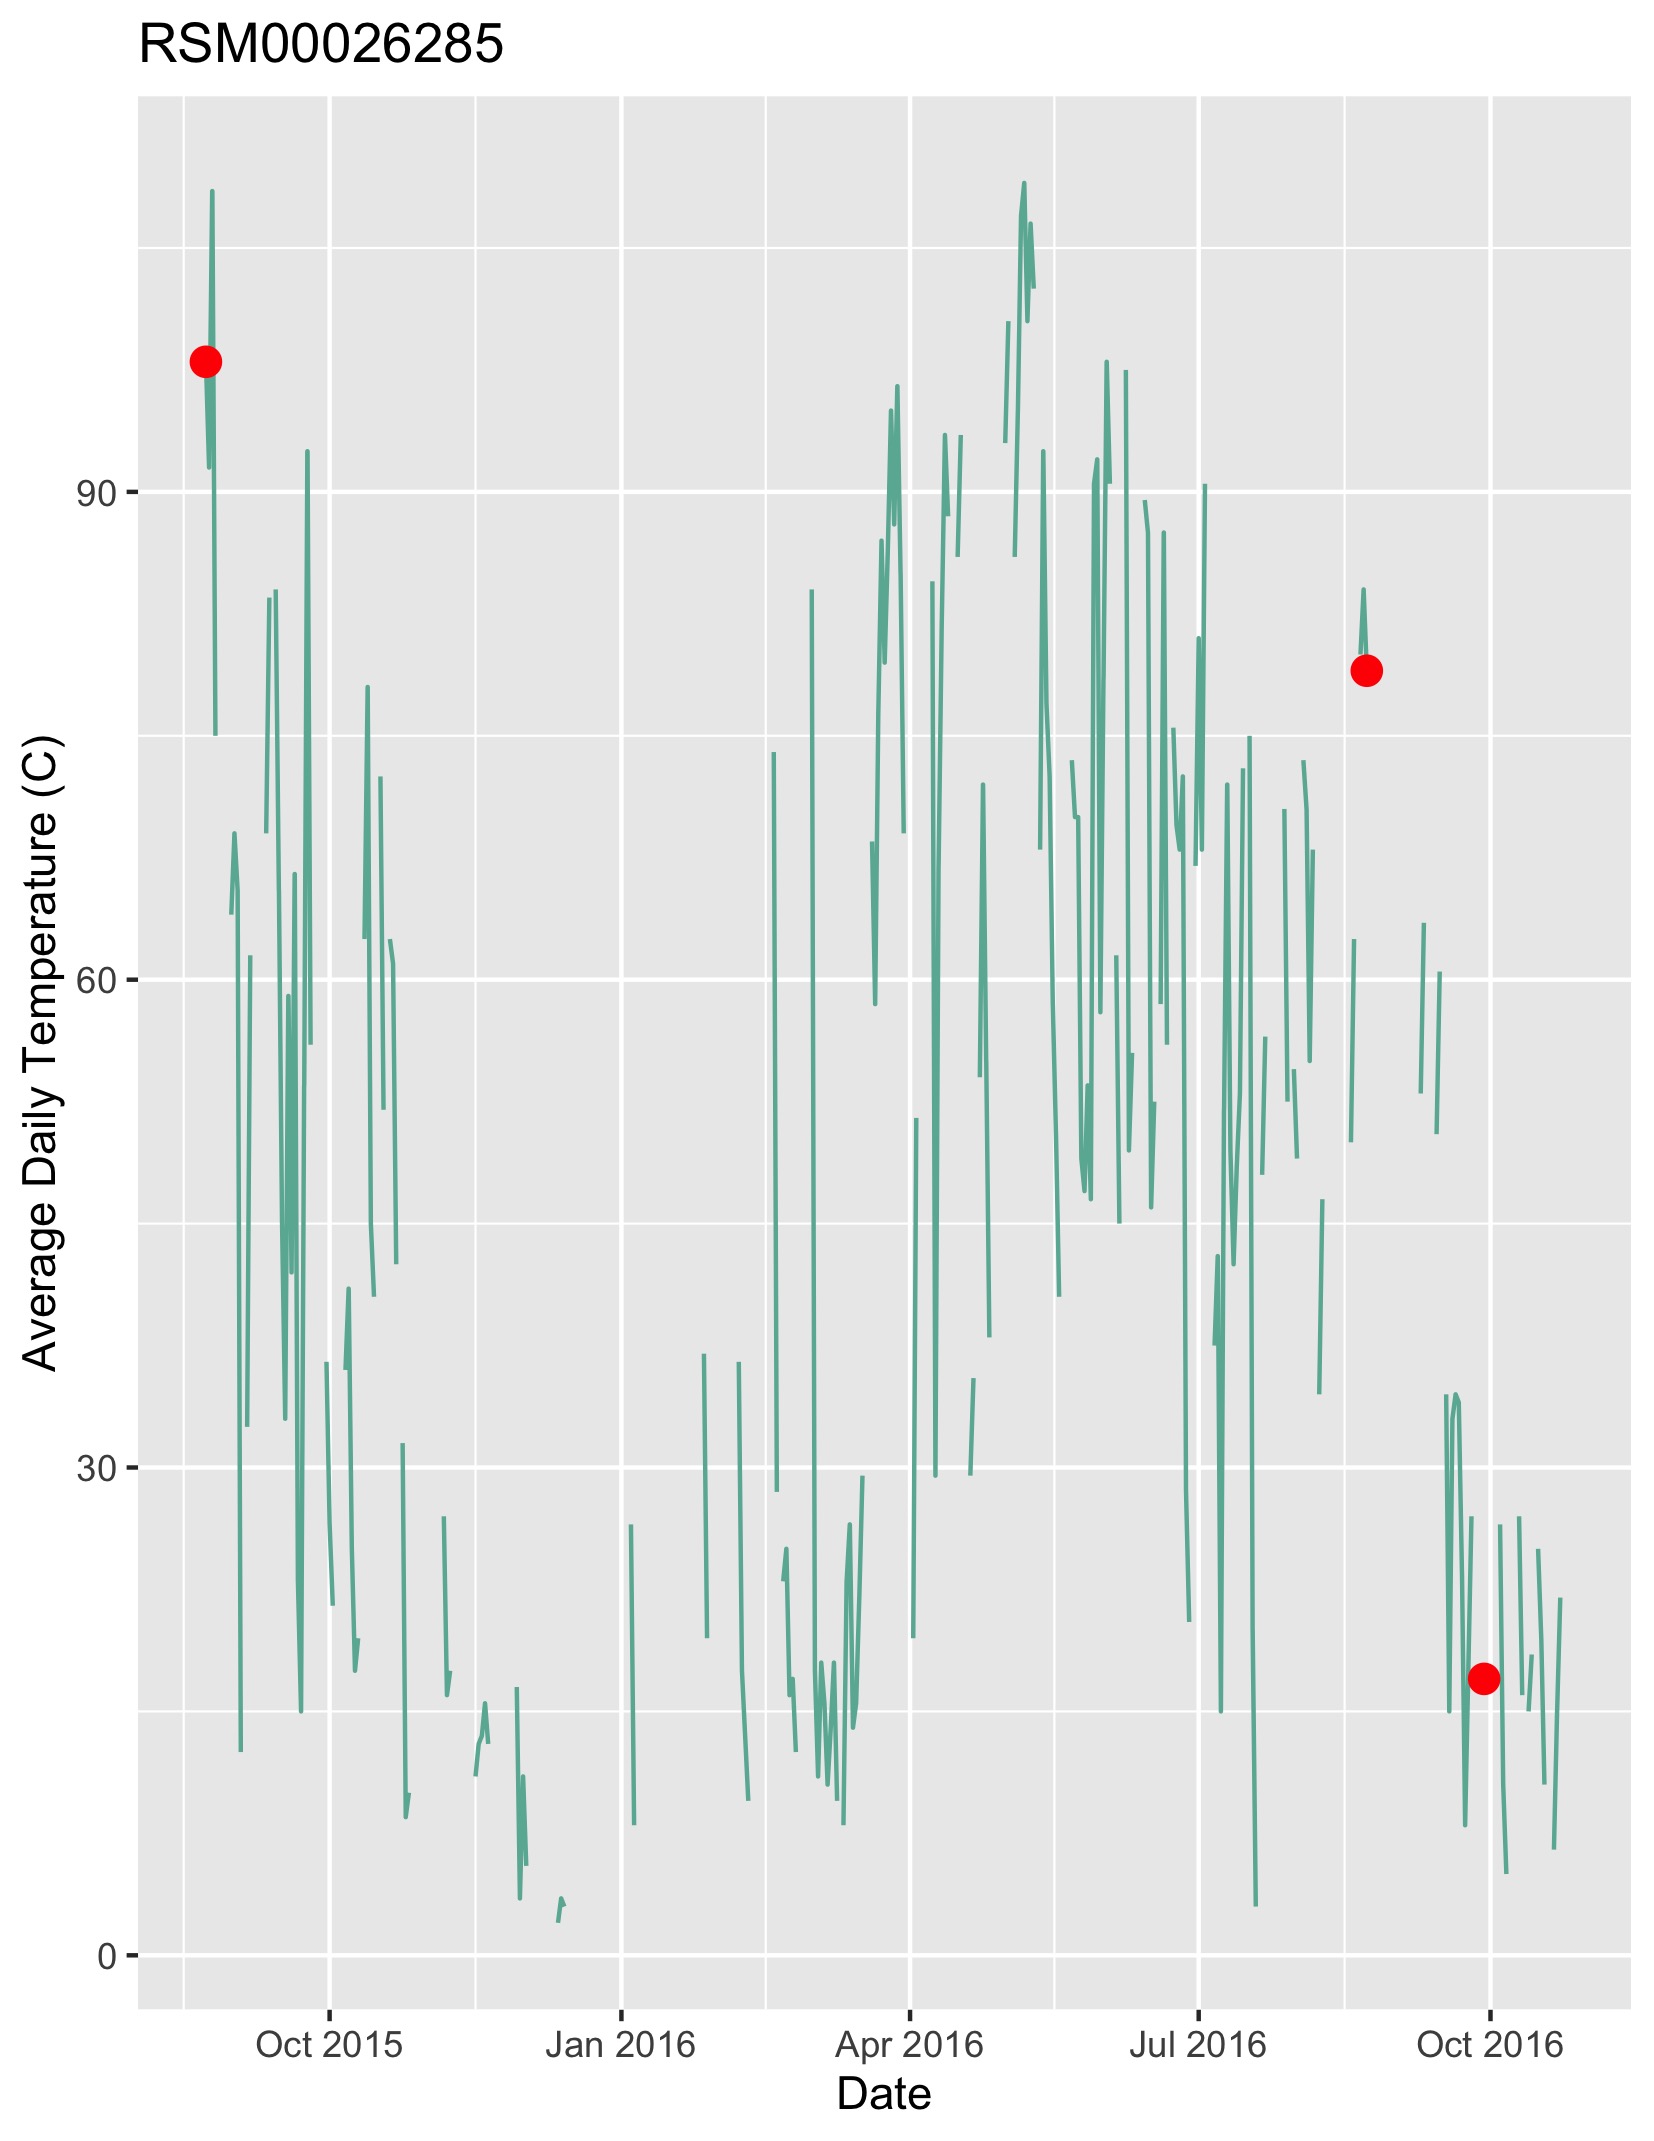 RSM00026285
Average Daily Temperature (C)
90
60
30
0
Oct 2015
Jan 2016
Apr 2016
Jul 2016
Oct 2016
Date